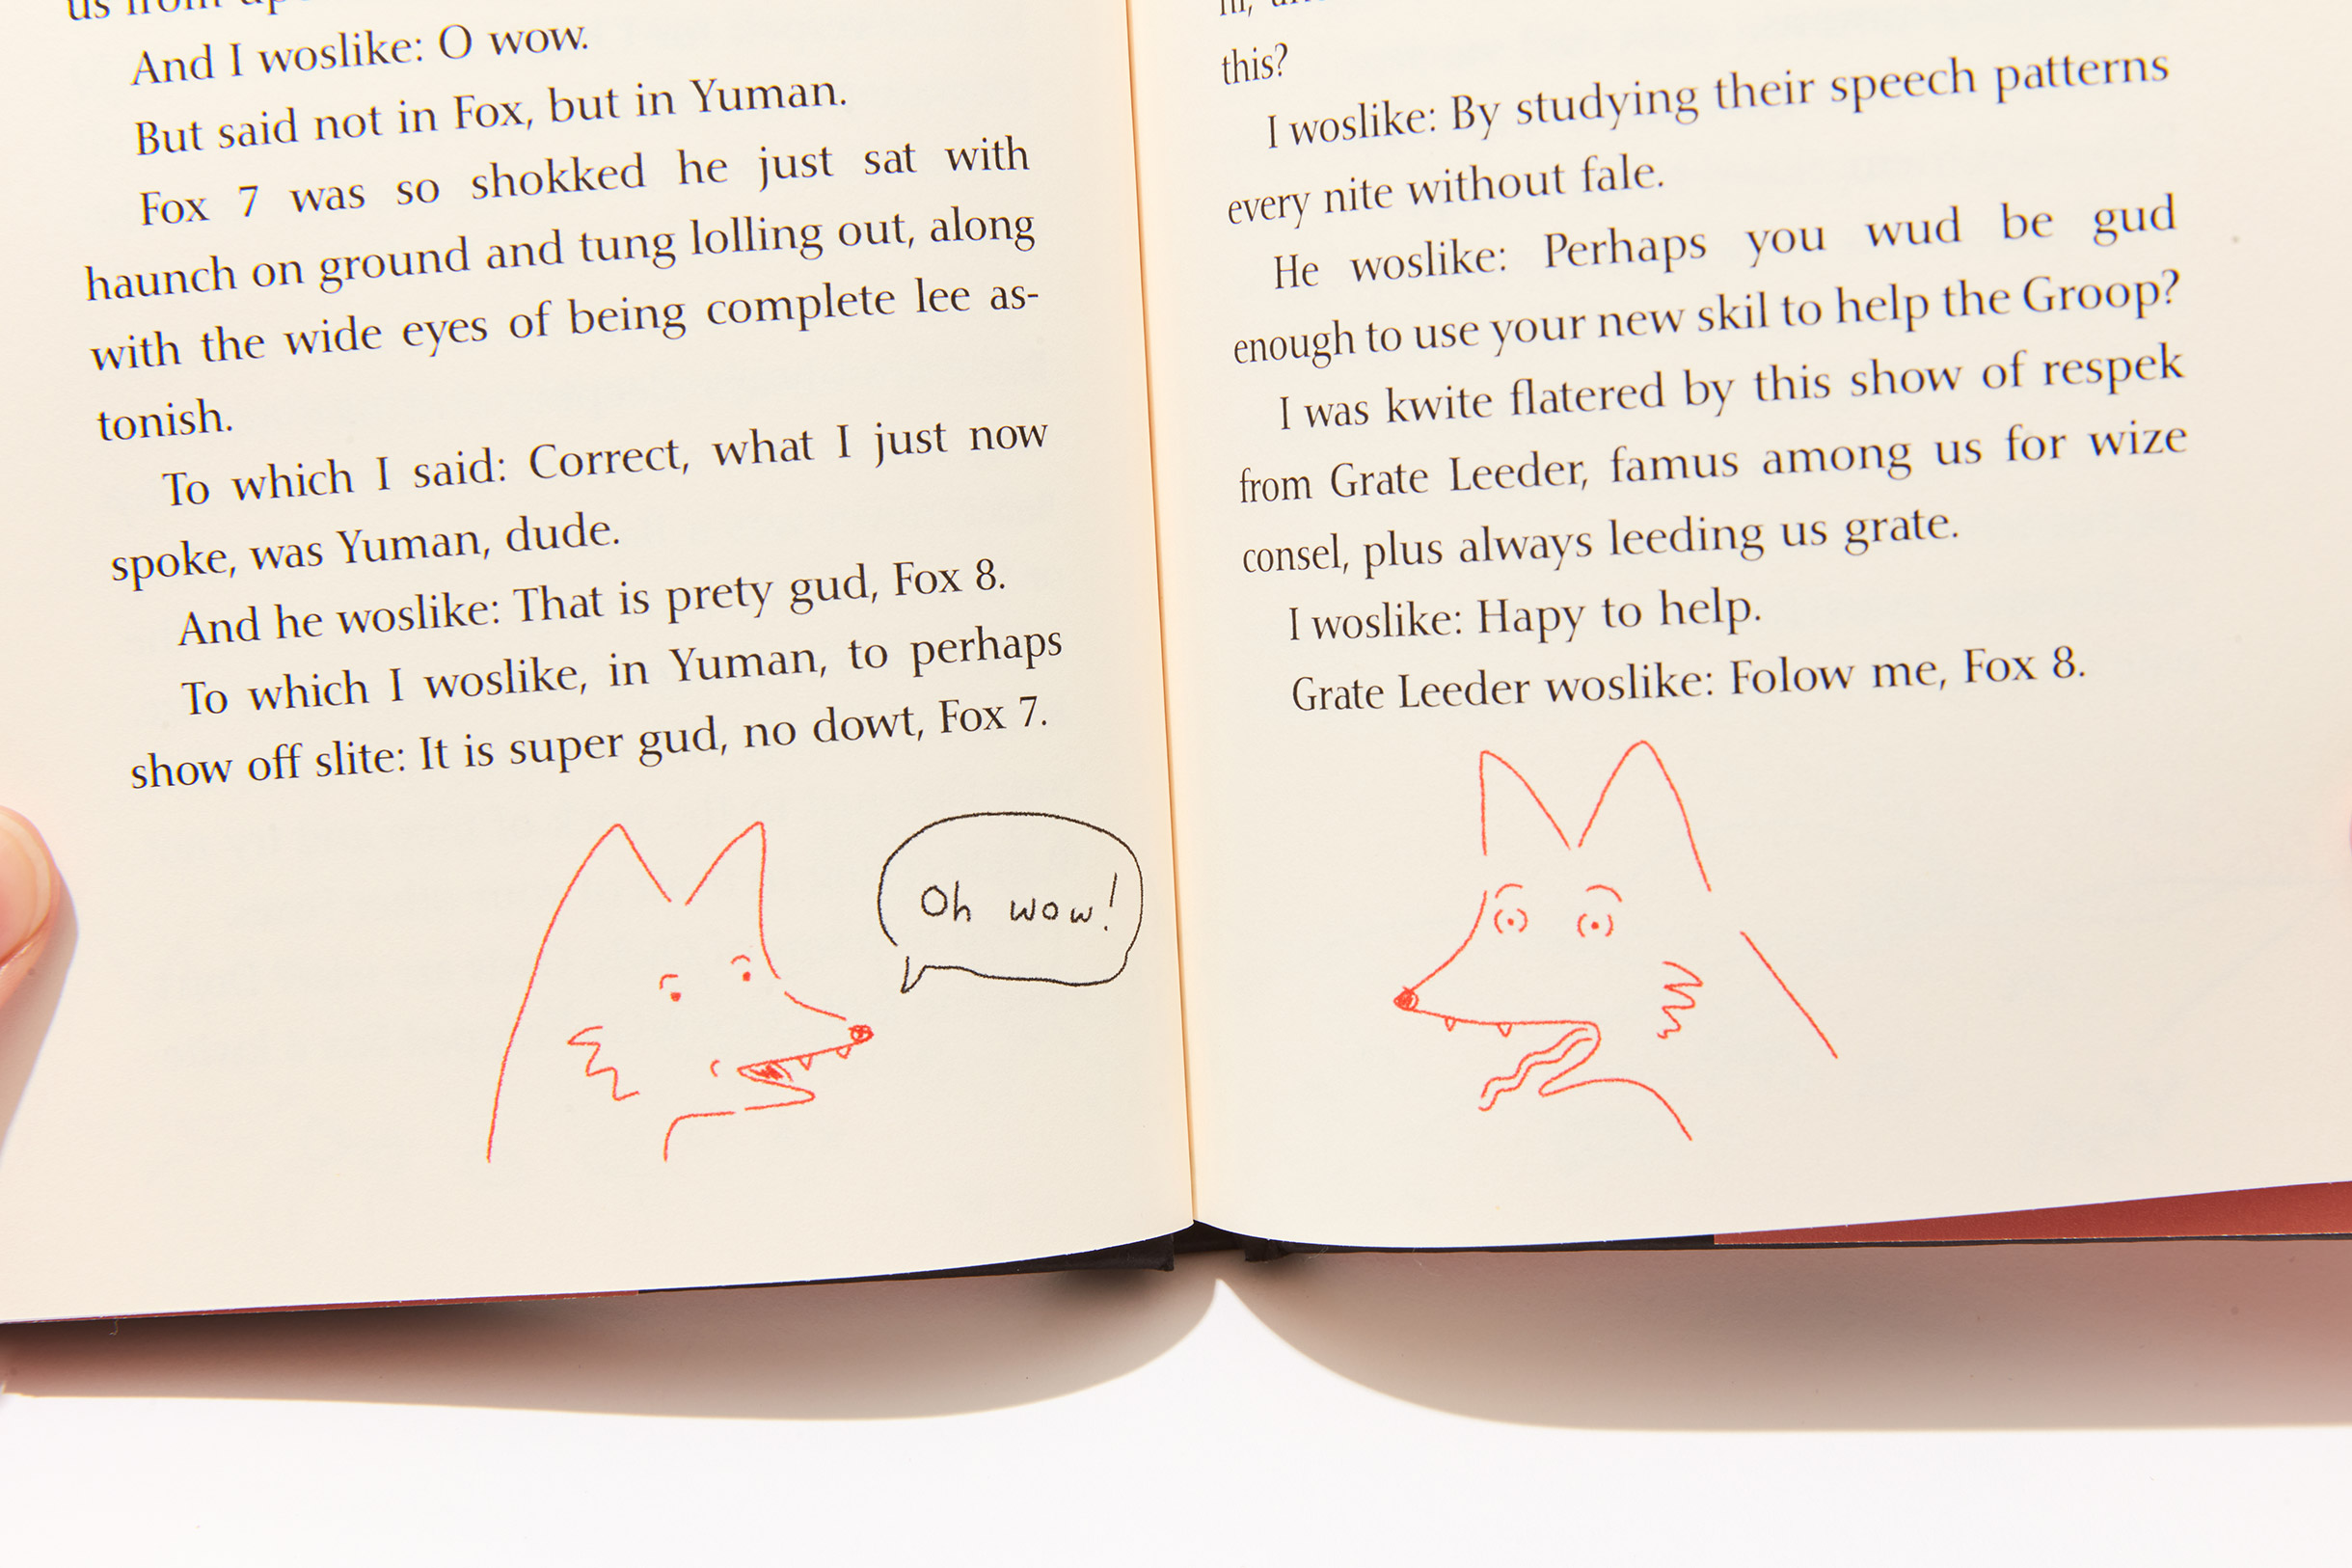 us from
And I woslike: O wow.
But said not in Fox, but in Yuman.
Fox 7 was so shokked he just sat with
haunch on ground and tung lolling out, along
with the wide eyes of being complete lee as-
tonish.
To which I said: Correct, what I just now
spoke, was Yuman, dude.
And he woslike: That is prety gud, Fox 8.
To which I woslike, in Yuman, to perhaps
show off slite: It is super gud, no dowt, Fox 7.
Oh wow!
this?
I woslike: By studying their speech patterns
every nite without fale.
He woslike: Perhaps you wud be gud
enough to use your new skil to help the Groop?
I was kwite flatered by this show of respek
from Grate Leeder, famus among us for wize
consel, plus always leeding us grate.
I woslike: Hapy to help.
Grate Leeder woslike: Folow me, Fox 8.